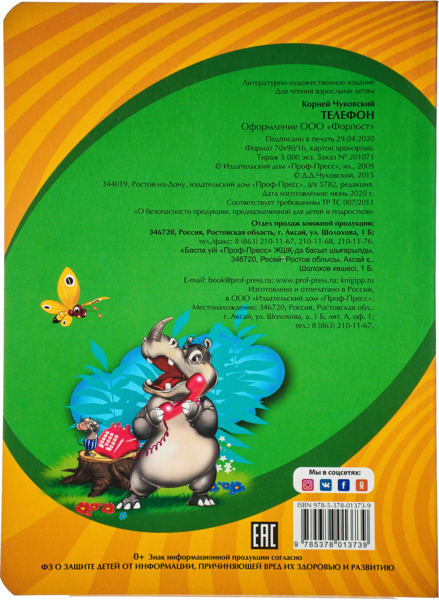 Литературно-художественное издание
Для чтения взрослыми детям
Корней Чуковский
ТЕЛЕФОН
Оформление ООО «Форпост»
Подписано в печать 29.04.2020
Формат 70х90/16, картон хромэрзац.
Тираж 5 000 экз. Заказ № 201071
© Издательский дом «Проф-Пресс», ил., 2009
© Д.Д.Чуковский, 2015
344019, Ростов-на-Дону, издательский дом «Проф-Пресс», а/я 5782, редакция.
Дата изготовления: июнь 2020 г.
Соответствует требованиям ТР ТС 007/2011
«О безопасности продукции, предназначенной для детей и подростков»
Отдел продаж книжной продукции:
346720, Россия, Ростовская область, г. Аксай, ул. Шолохова, 1 Б;
тел./факс: 8 (863) 210-11-67, 210-11-68, 210-11-76.
«Баспа үйі «Проф-Пресс» ЖШҚ-да басып шығарылды,
346720, Ресей, Ростов облысы, Аксай қ.,
Шолохов көшесі, 1 Б.
E-mail: book@prof-press.ru; www.prof-press.ru; knigipp.ru
Изготовлено и отпечатано в России,
в ООО «Издательский дом «Проф-Пресс».
Местонахождение: 346720, Россия, Ростовская обл.,
г. Аксай, ул. Шолохова, д. 1 Б, лит. А, оф. 1;
тел.: 8 (863) 210-11-67.
Мы в соцсетях:
ISBN 978-5-378-01373-9
9 785378 013739
EAC
0+ Знак информационной продукции согласно
ФЗ О ЗАЩИТЕ ДЕТЕЙ ОТ ИНФОРМАЦИИ, ПРИЧИНЯЮЩЕЙ ВРЕД ИХ ЗДОРОВЬЮ И РАЗВИТИЮ